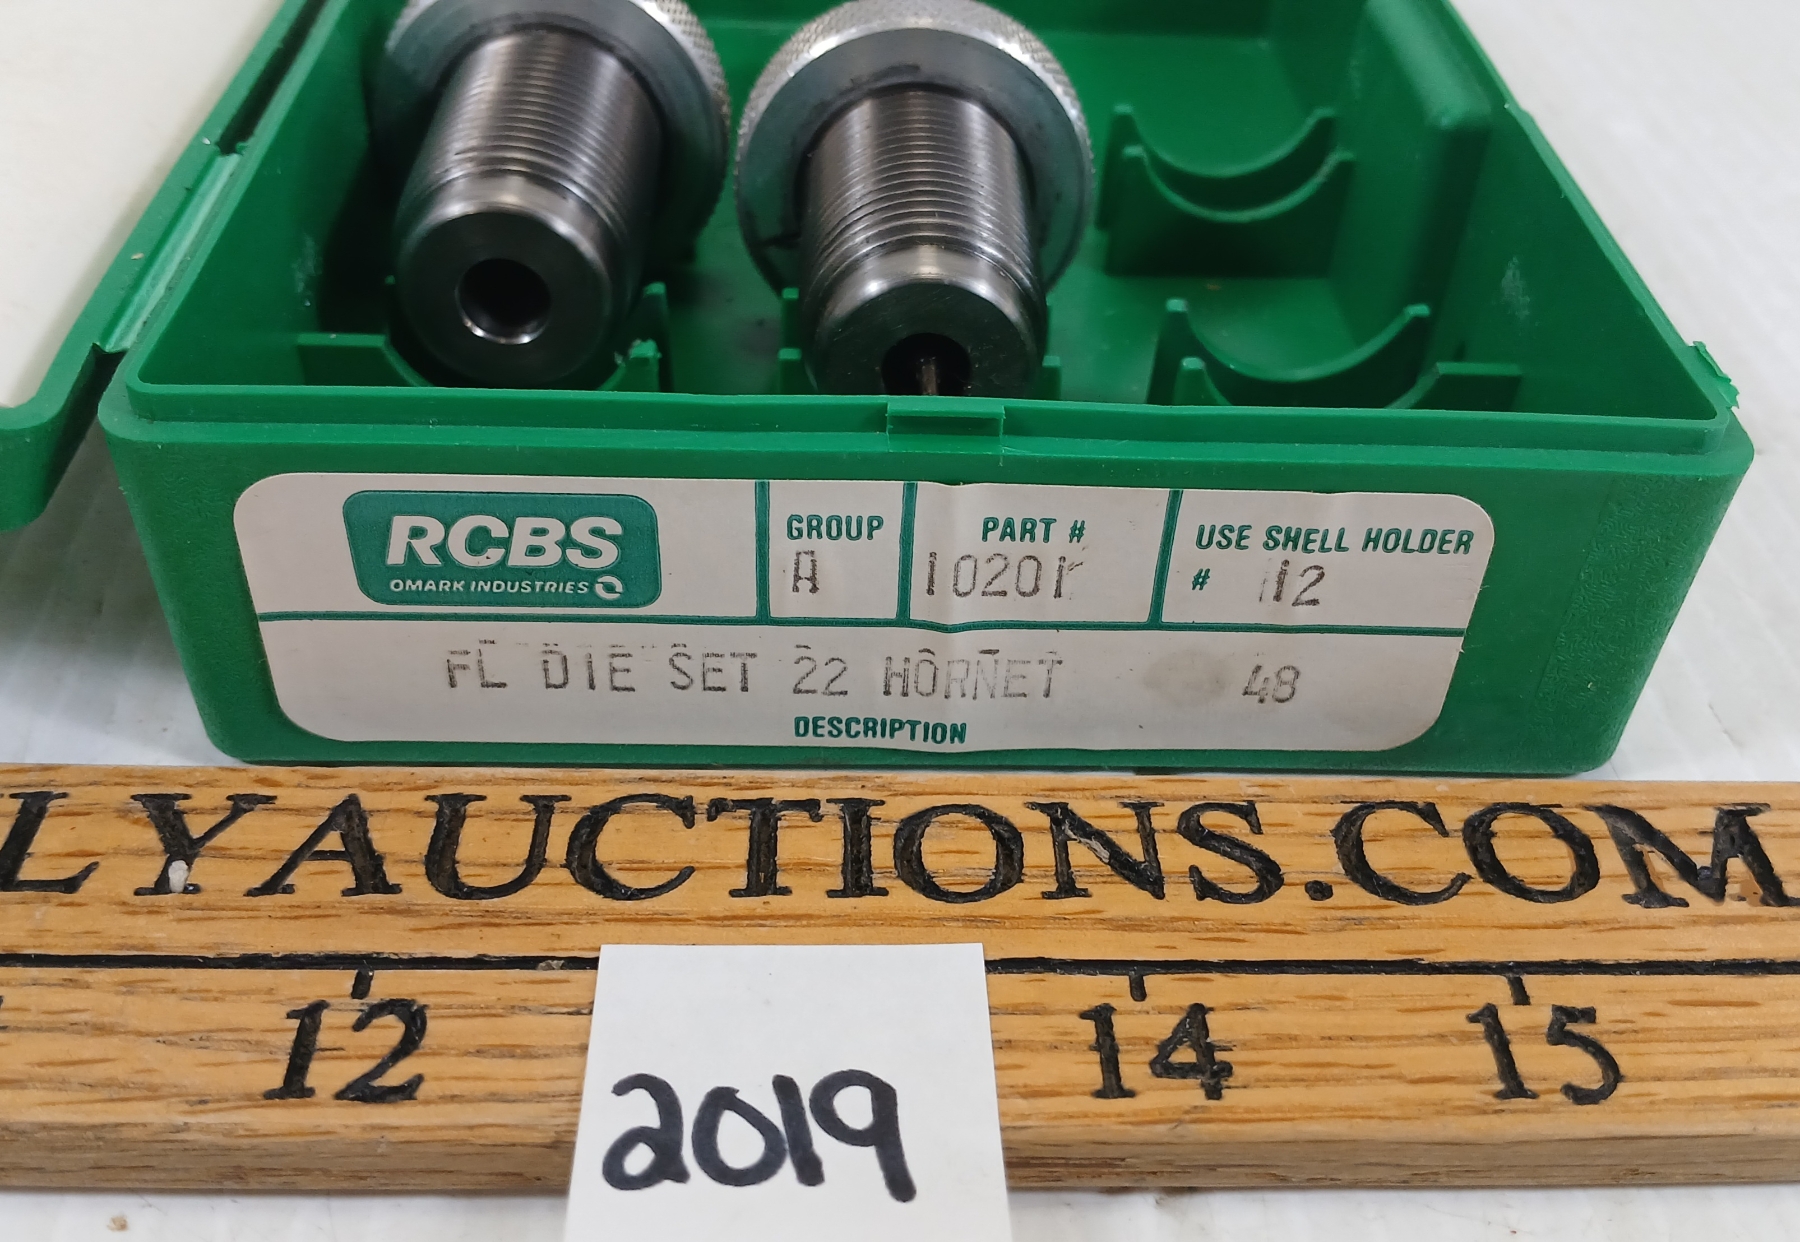 RCBS
OMARK INDUSTRIES
GROUP
A
PART #
10201
USE SHELL HOLDER
# 12
FL DIE SET 22 HORNET 48
DESCRIPTION
LYAUCTIONS.COM
12 14 15
2019